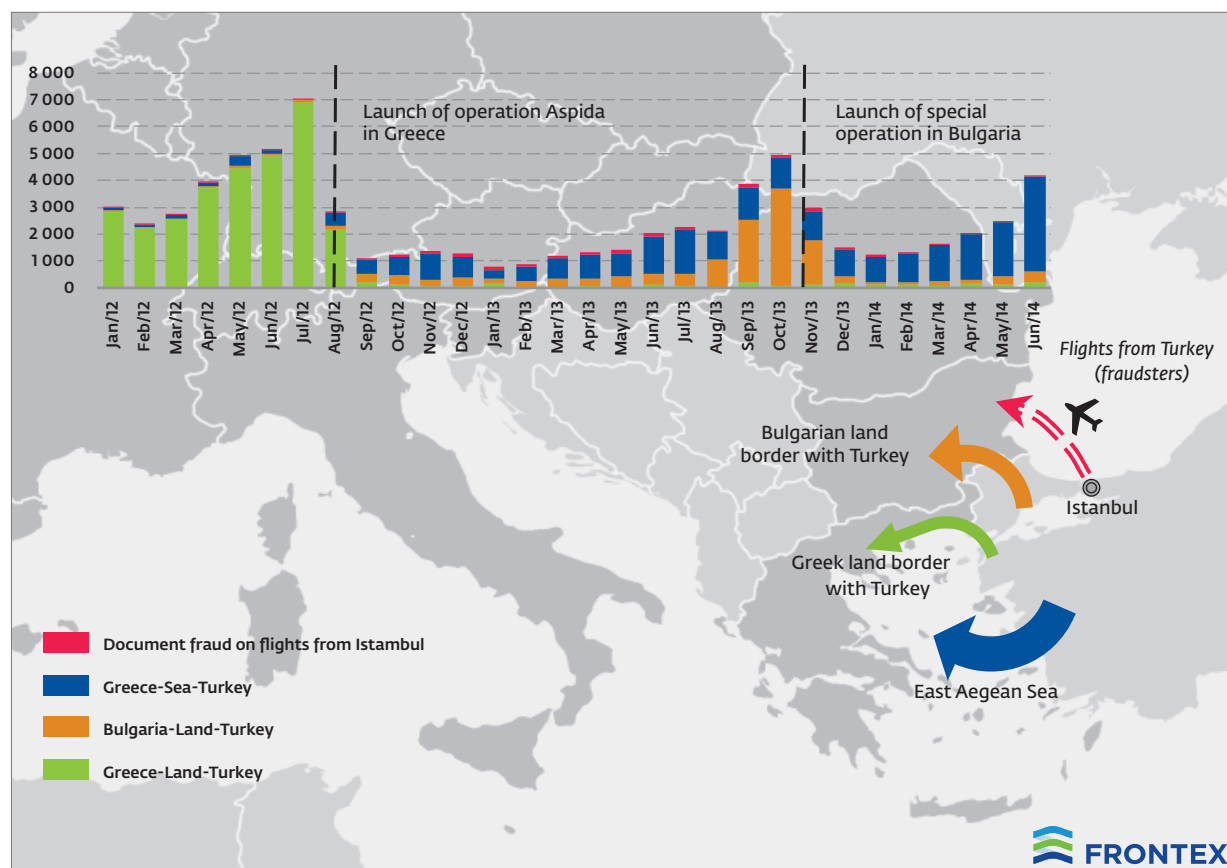 8 000
7 000
6 000
5 000
4 000
3 000
2 000
1 000
0
Launch of operation Aspida
in Greece
Launch of special
operation in Bulgaria
Jan/12
Feb/12
Mar/12
Apr/12
May/12
Jun/12
Jul/12
Aug/12
Sep/12
Oct/12
Nov/12
Dec/12
Jan/13
Feb/13
Mar/13
Apr/13
May/13
Jun/13
Jul/13
Aug/13
Sep/13
Oct/13
Nov/13
Dec/13
Jan/14
Feb/14
Mar/14
Apr/14
May/14
Jun/14
Flights from Turkey
(fraudsters)
Bulgarian land
border with Turkey
Istanbul
Greek land border
with Turkey
East Aegean Sea
Document fraud on flights from Istambul
Greece-Sea-Turkey
Bulgaria-Land-Turkey
Greece-Land-Turkey
FRONTEX